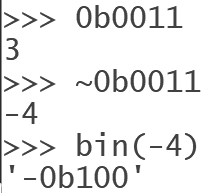 >>> 0b0011
3
>>> ~0b0011
-4
>>> bin(-4)
'-0b100'